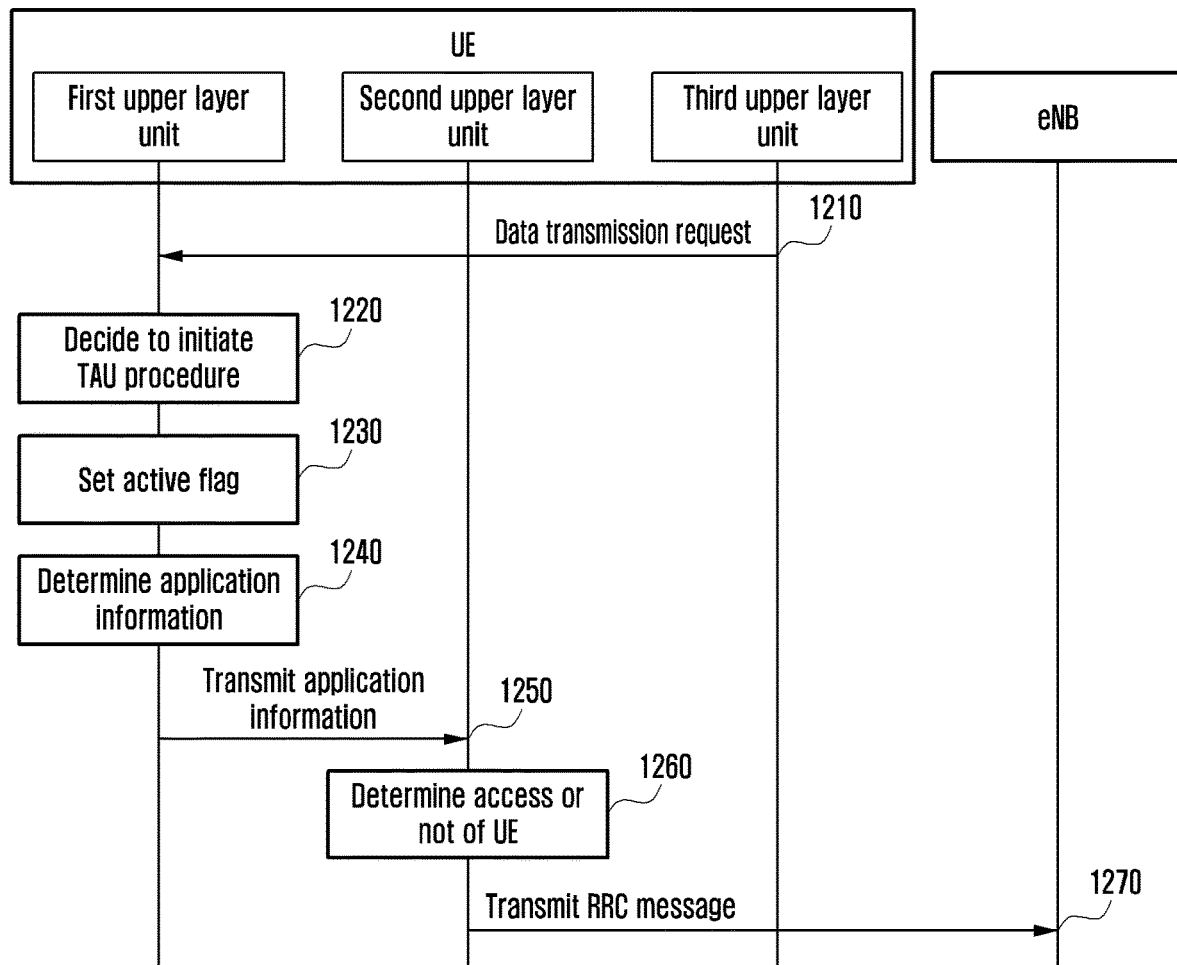 UE
First upper layer
unit
Second upper layer
unit
Third upper layer
unit
eNB
Data transmission request
1210
Decide to initiate
TAU procedure
1220
Set active flag
1230
Determine application
information
1240
Transmit application
information
1250
Determine access or
not of UE
1260
Transmit RRC message
1270